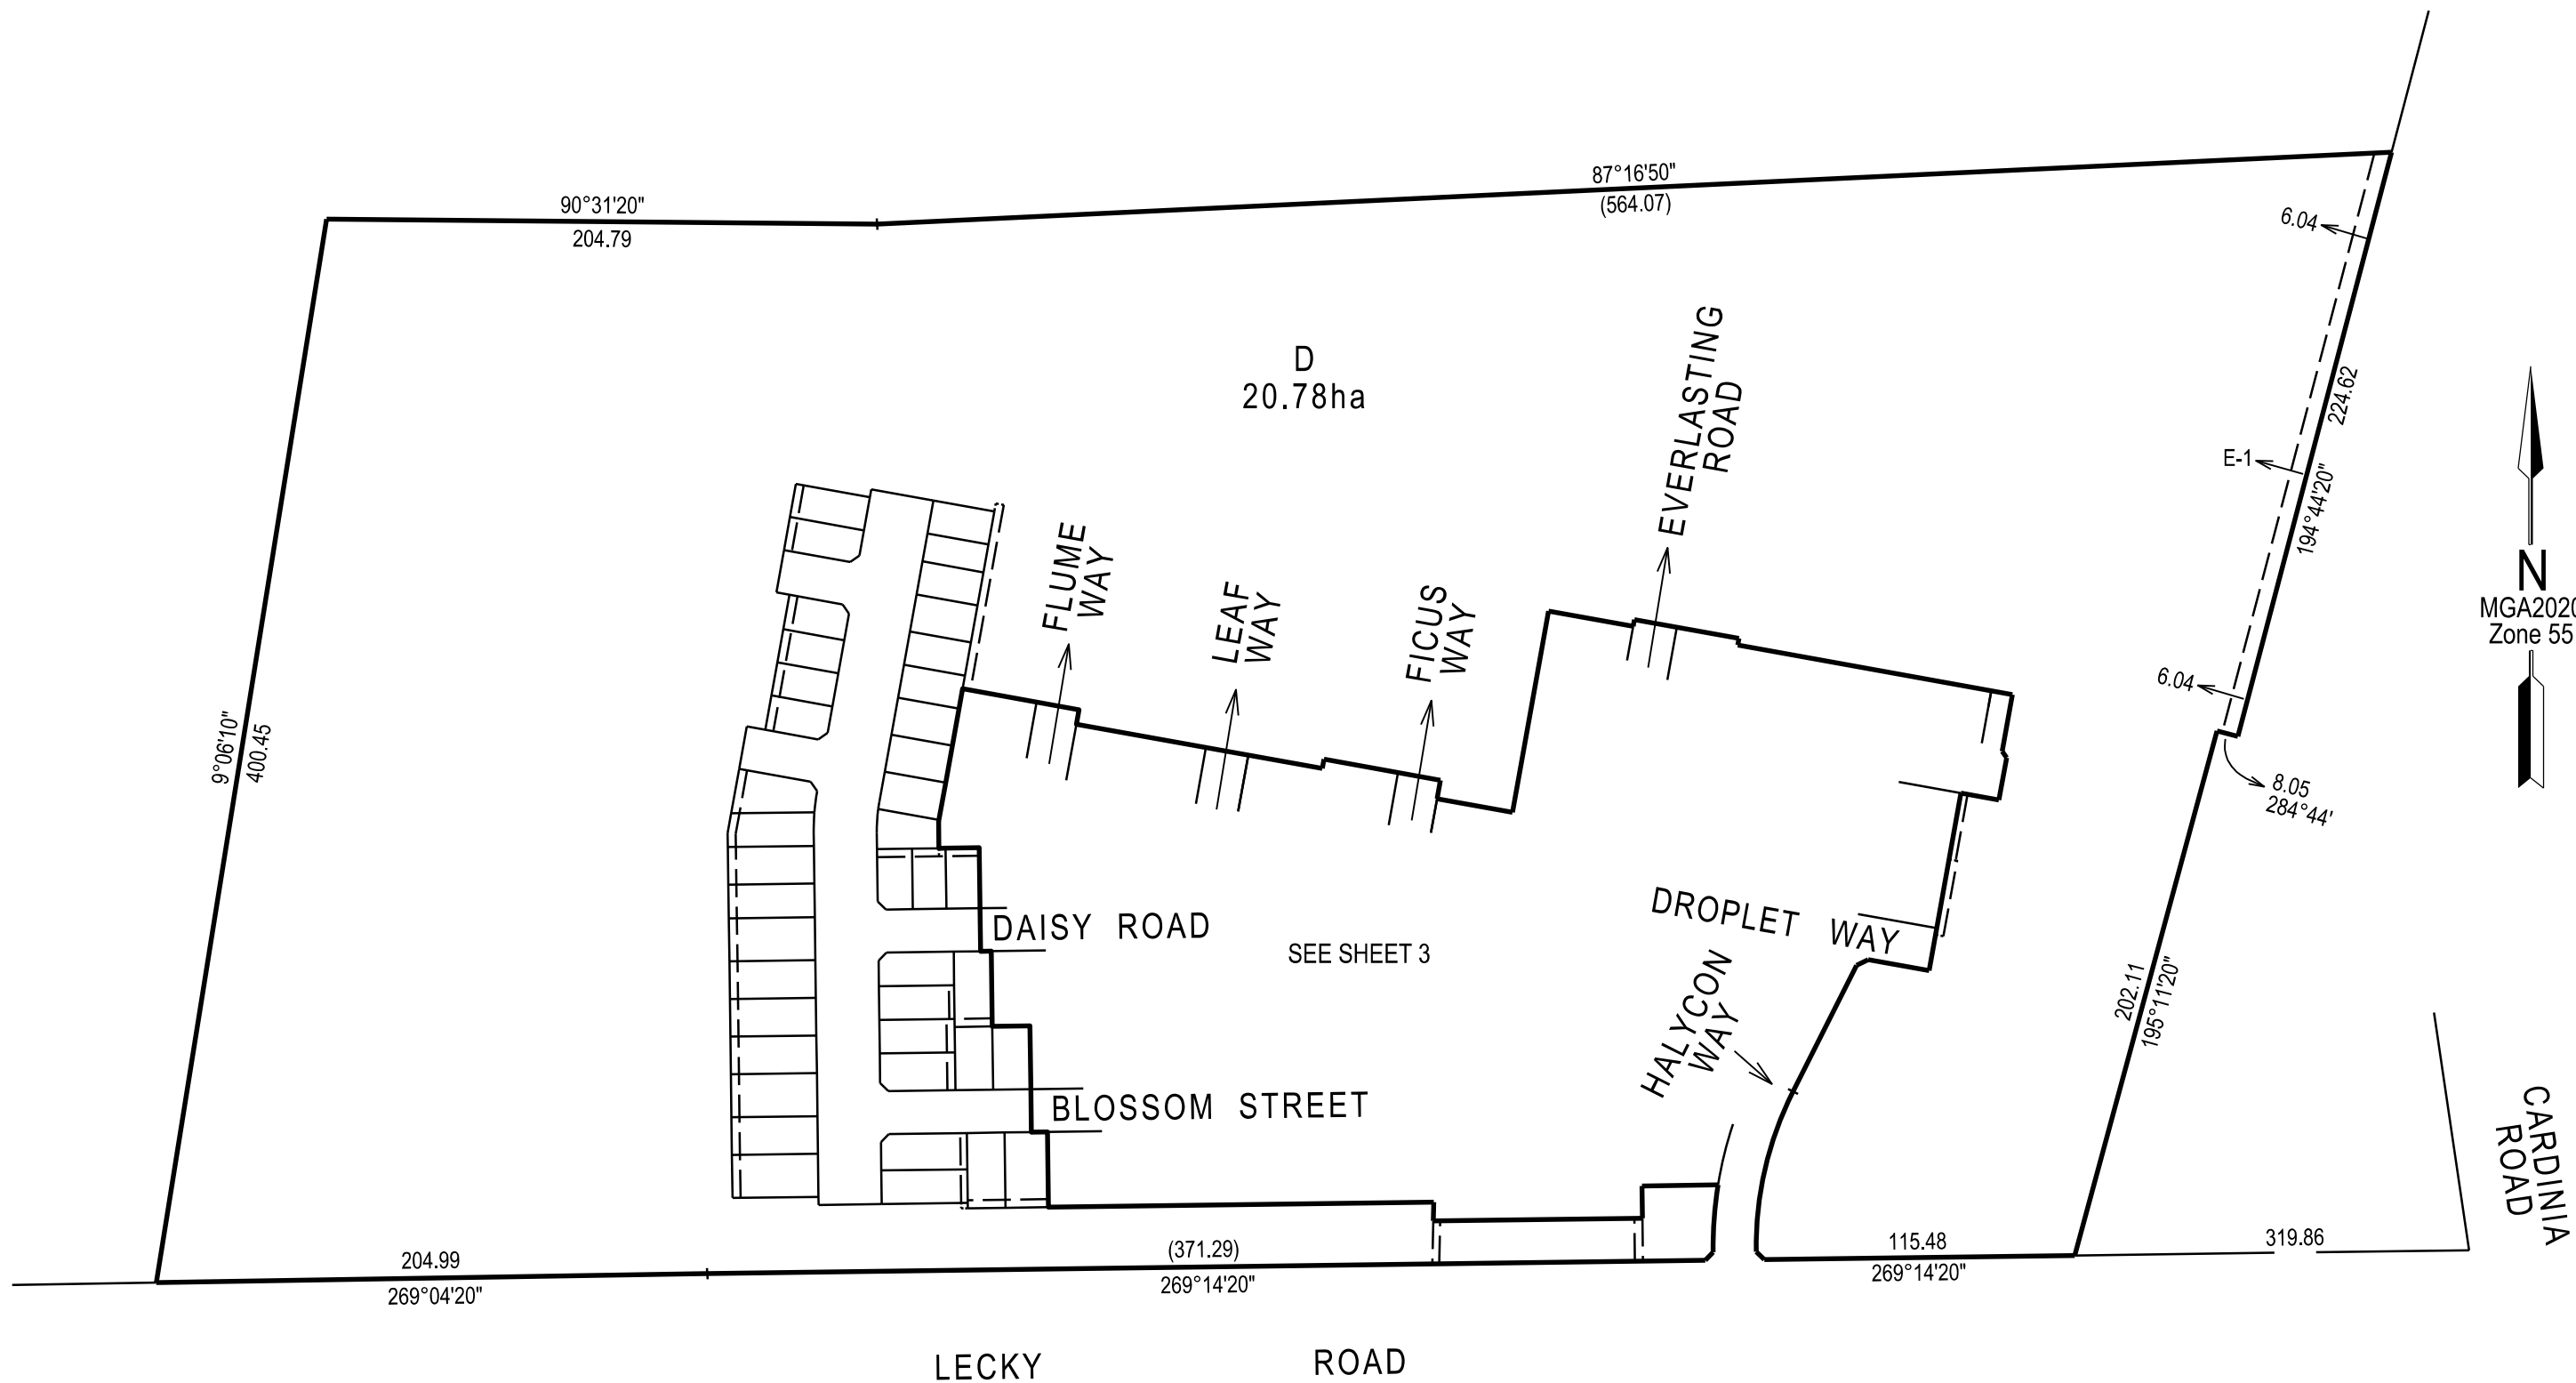 87°16'50"
(564.07)
90°31'20"
204.79
6.04
D
20.78ha
EVERLASTING
ROAD
224.62
194°44'20"
E-1
FLUME
WAY
LEAF
WAY
FICUS
WAY
N
MGA2020
Zone 55
6.04
9°06'10"
400.45
8.05
284°44'
DAISY ROAD
SEE SHEET 3
DROPLET WAY
HALYCON
WAY
202.11
195°11'20"
BLOSSOM STREET
CARDINIA
ROAD
204.99
269°04'20"
(371.29)
269°14'20"
115.48
269°14'20"
319.86
LECKY ROAD